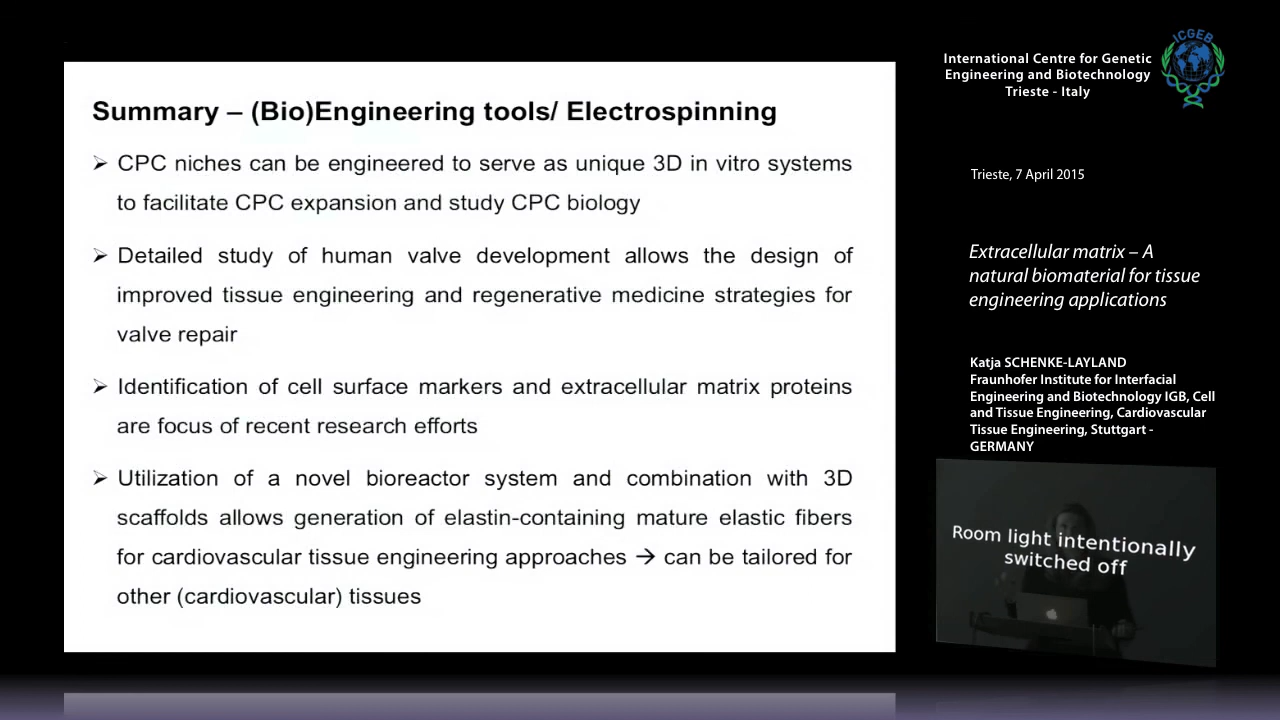 Summary – (Bio)Engineering tools/ Electrospinning
➢ CPC niches can be engineered to serve as unique 3D in vitro systems
to facilitate CPC expansion and study CPC biology
➢ Detailed study of human valve development allows the design of
improved tissue engineering and regenerative medicine strategies for
valve repair
➢ Identification of cell surface markers and extracellular matrix proteins
are focus of recent research efforts
➢ Utilization of a novel bioreactor system and combination with 3D
scaffolds allows generation of elastin-containing mature elastic fibers
for cardiovascular tissue engineering approaches → can be tailored for
other (cardiovascular) tissues
International Centre for Genetic
Engineering and Biotechnology
Trieste - Italy
ICGEB
Trieste, 7 April 2015
Extracellular matrix – A
natural biomaterial for tissue
engineering applications
Katja SCHENKE-LAYLAND
Fraunhofer Institute for Interfacial
Engineering and Biotechnology IGB, Cell
and Tissue Engineering, Cardiovascular
Tissue Engineering, Stuttgart -
GERMANY
Room light intentionally
switched off